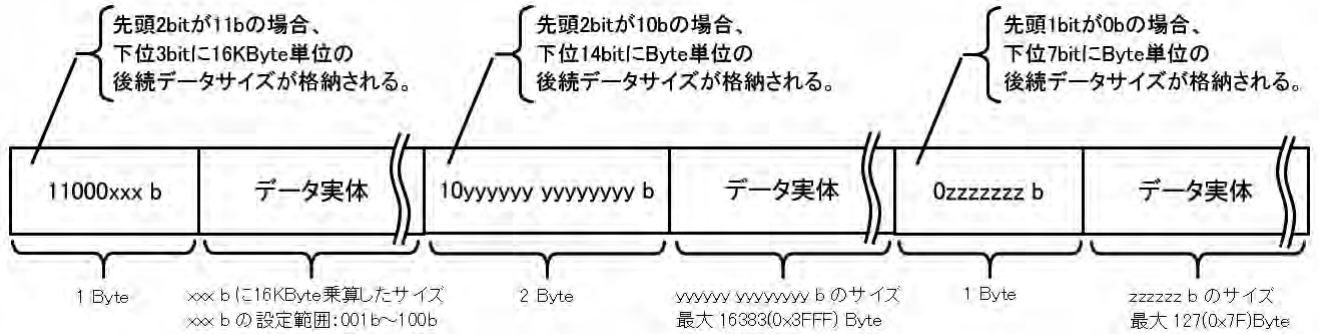 先頭2bitが11bの場合、
下位3bitに16KByte単位の
後続データサイズが格納される。
先頭2bitが10bの場合、
下位14bitにByte単位の
後続データサイズが格納される。
先頭1bitが0bの場合、
下位7bitにByte単位の
後続データサイズが格納される。
11000xxx b
データ実体
10yyyyyy yyyyyyyy b
データ実体
0zzzzzzz b
データ実体
1 Byte
xxx b に16KByte乗算したサイズ
xxx b の設定範囲:001b～100b
2 Byte
yyyyyy yyyyyyyy b のサイズ
最大 16383(0x3FFF) Byte
1 Byte
zzzzzz b のサイズ
最大 127(0x7F)Byte